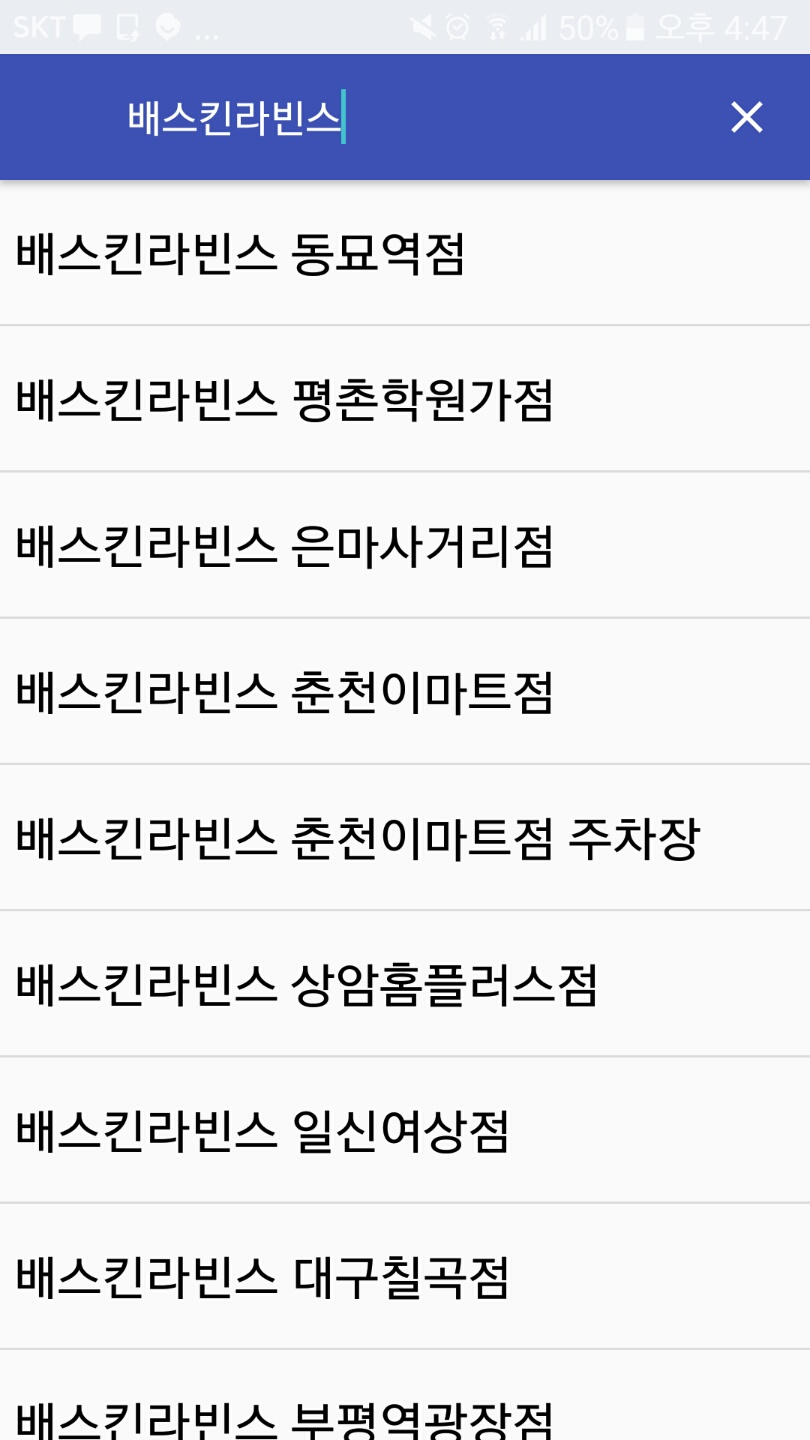 SKT ... 50% 오후 4:47
배스킨라빈스
배스킨라빈스 동묘역점
배스킨라빈스 평촌학원가점
배스킨라빈스 은마사거리점
배스킨라빈스 춘천이마트점
배스킨라빈스 춘천이마트점 주차장
배스킨라빈스 상암홈플러스점
배스킨라빈스 일신여상점
배스킨라빈스 대구칠곡점
배스킨라빈스 부평역광장점